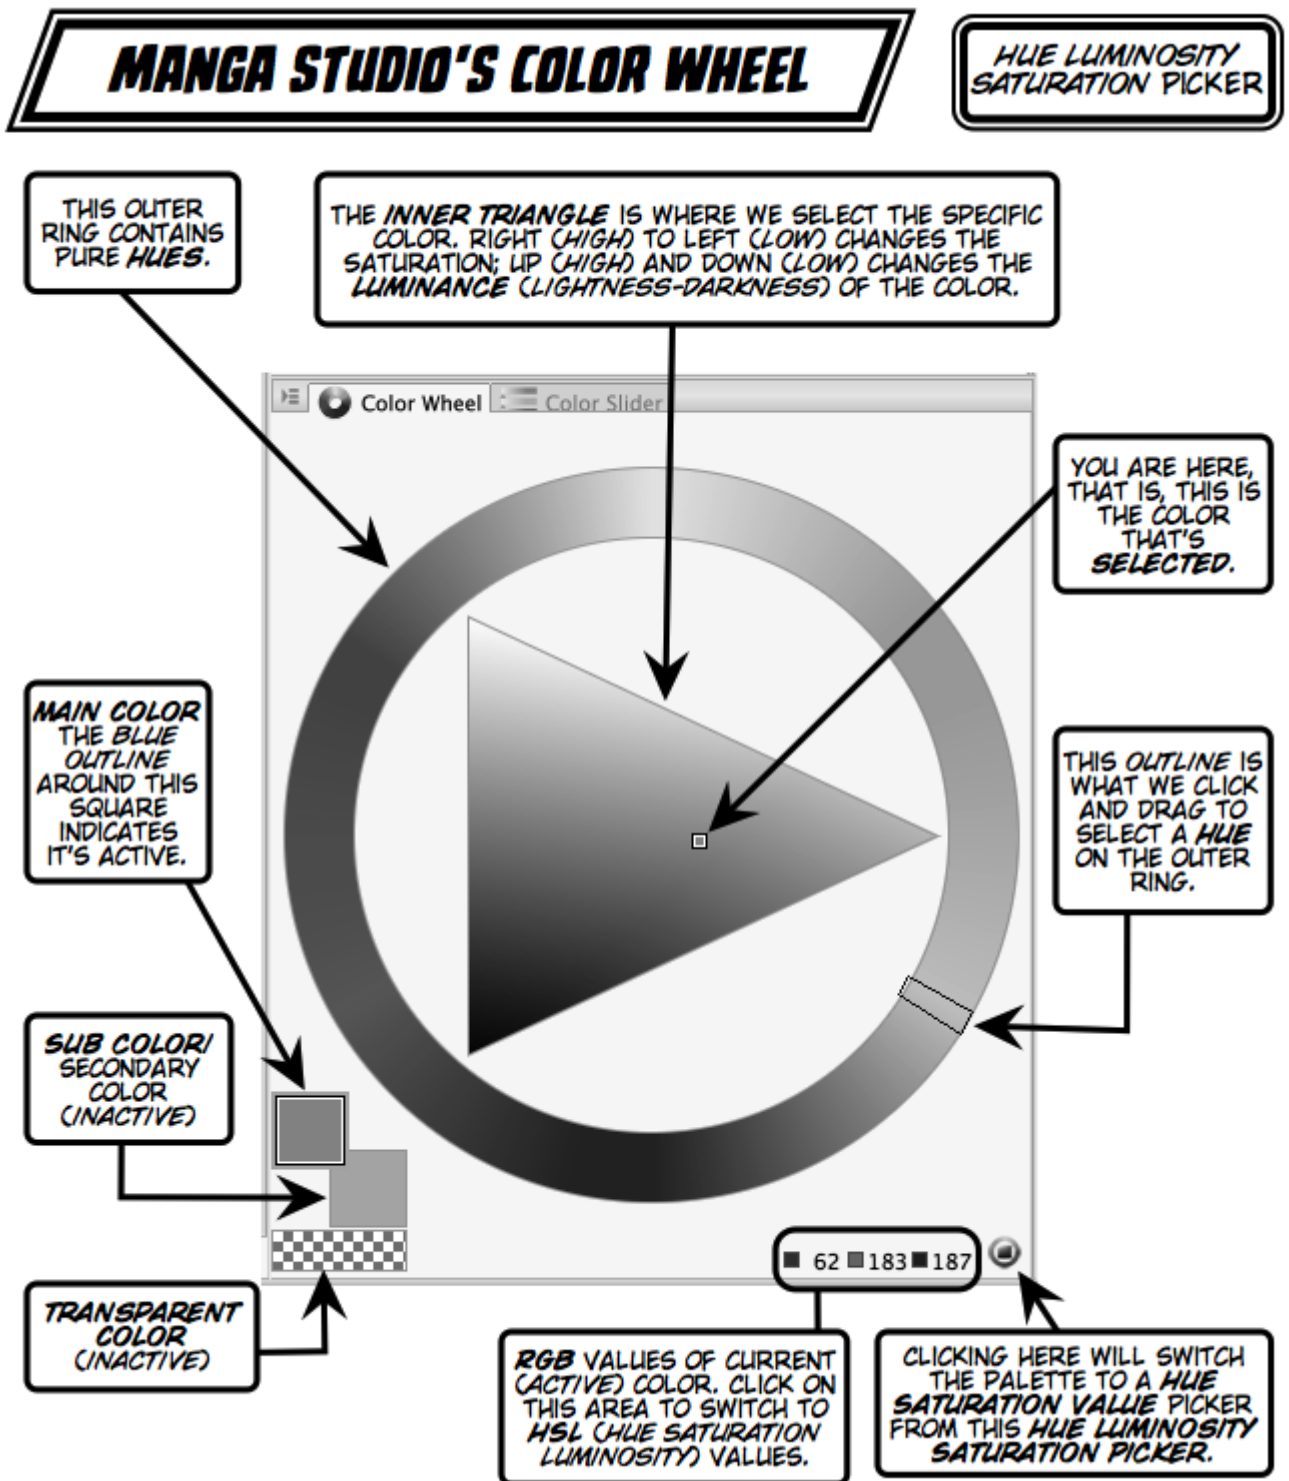 MANGA STUDIO'S COLOR WHEEL
HUE LUMINOSITY
SATURATION PICKER
THIS OUTER
RING CONTAINS
PURE HUES.
THE INNER TRIANGLE IS WHERE WE SELECT THE SPECIFIC
COLOR. RIGHT (HIGH) TO LEFT (LOW) CHANGES THE
SATURATION; UP (HIGH) AND DOWN (LOW) CHANGES THE
LUMINANCE (LIGHTNESS-DARKNESS) OF THE COLOR.
Color Wheel
Color Slider
YOU ARE HERE,
THAT IS, THIS IS
THE COLOR
THAT'S
SELECTED.
MAIN COLOR
THE BLUE
OUTLINE
AROUND THIS
SQUARE
INDICATES
IT'S ACTIVE.
THIS OUTLINE IS
WHAT WE CLICK
AND DRAG TO
SELECT A HUE
ON THE OUTER
RING.
SUB COLOR/
SECONDARY
COLOR
(INACTIVE)
62 183 187
TRANSPARENT
COLOR
(INACTIVE)
RGB VALUES OF CURRENT
(ACTIVE) COLOR. CLICK ON
THIS AREA TO SWITCH TO
HSL (HUE SATURATION
LUMINOSITY) VALUES.
CLICKING HERE WILL SWITCH
THE PALETTE TO A HUE
SATURATION VALUE PICKER
FROM THIS HUE LUMINOSITY
SATURATION PICKER.